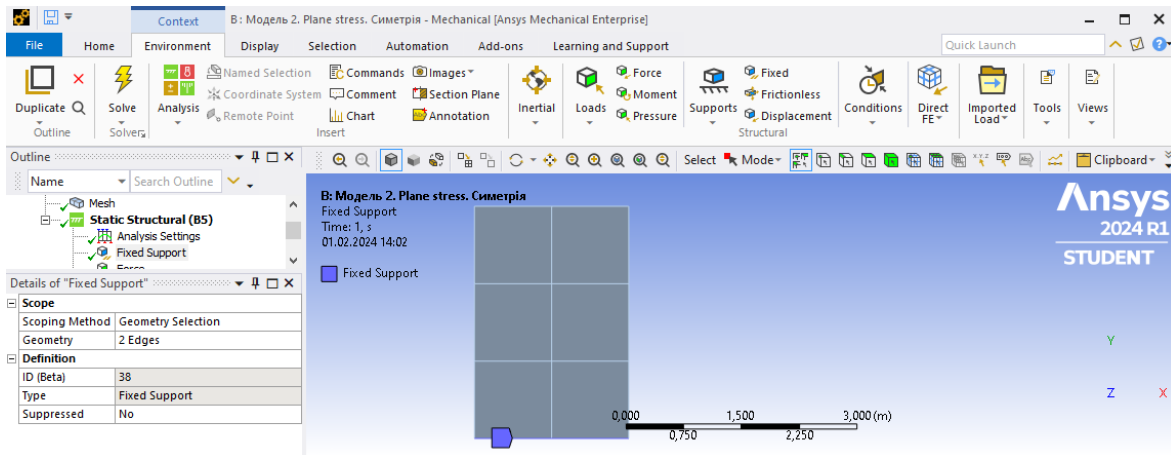 Context
B : Модель 2. Plane stress. Симетрія - Mechanical [Ansys Mechanical Enterprise]
File Home Environment Display Selection Automation Add-ons Learning and Support Quick Launch
Duplicate
Outline
Solve
Solver
Analysis
Named Selection Commands Images
Coordinate System Comment Section Plane
Remote Point Chart Annotation
Insert
Inertial
Loads
Force
Moment
Pressure
Supports
Fixed
Frictionless
Displacement
Structural
Conditions
Direct FE
Imported Load
Tools
Views
Outline
Select Mode Clipboard
Name Search Outline
Mesh
Static Structural (B5)
Analysis Settings
Fixed Support
Force
Details of "Fixed Support"
Scope
Scoping Method Geometry Selection
Geometry 2 Edges
Definition
ID (Beta) 38
Type Fixed Support
Suppressed No
B: Модель 2. Plane stress. Симетрія
Fixed Support
Time: 1, s
01.02.2024 14:02
Fixed Support
Ansys
2024 R1
STUDENT
Y
Z X
0,000 1,500 3,000 (m)
0,750 2,250